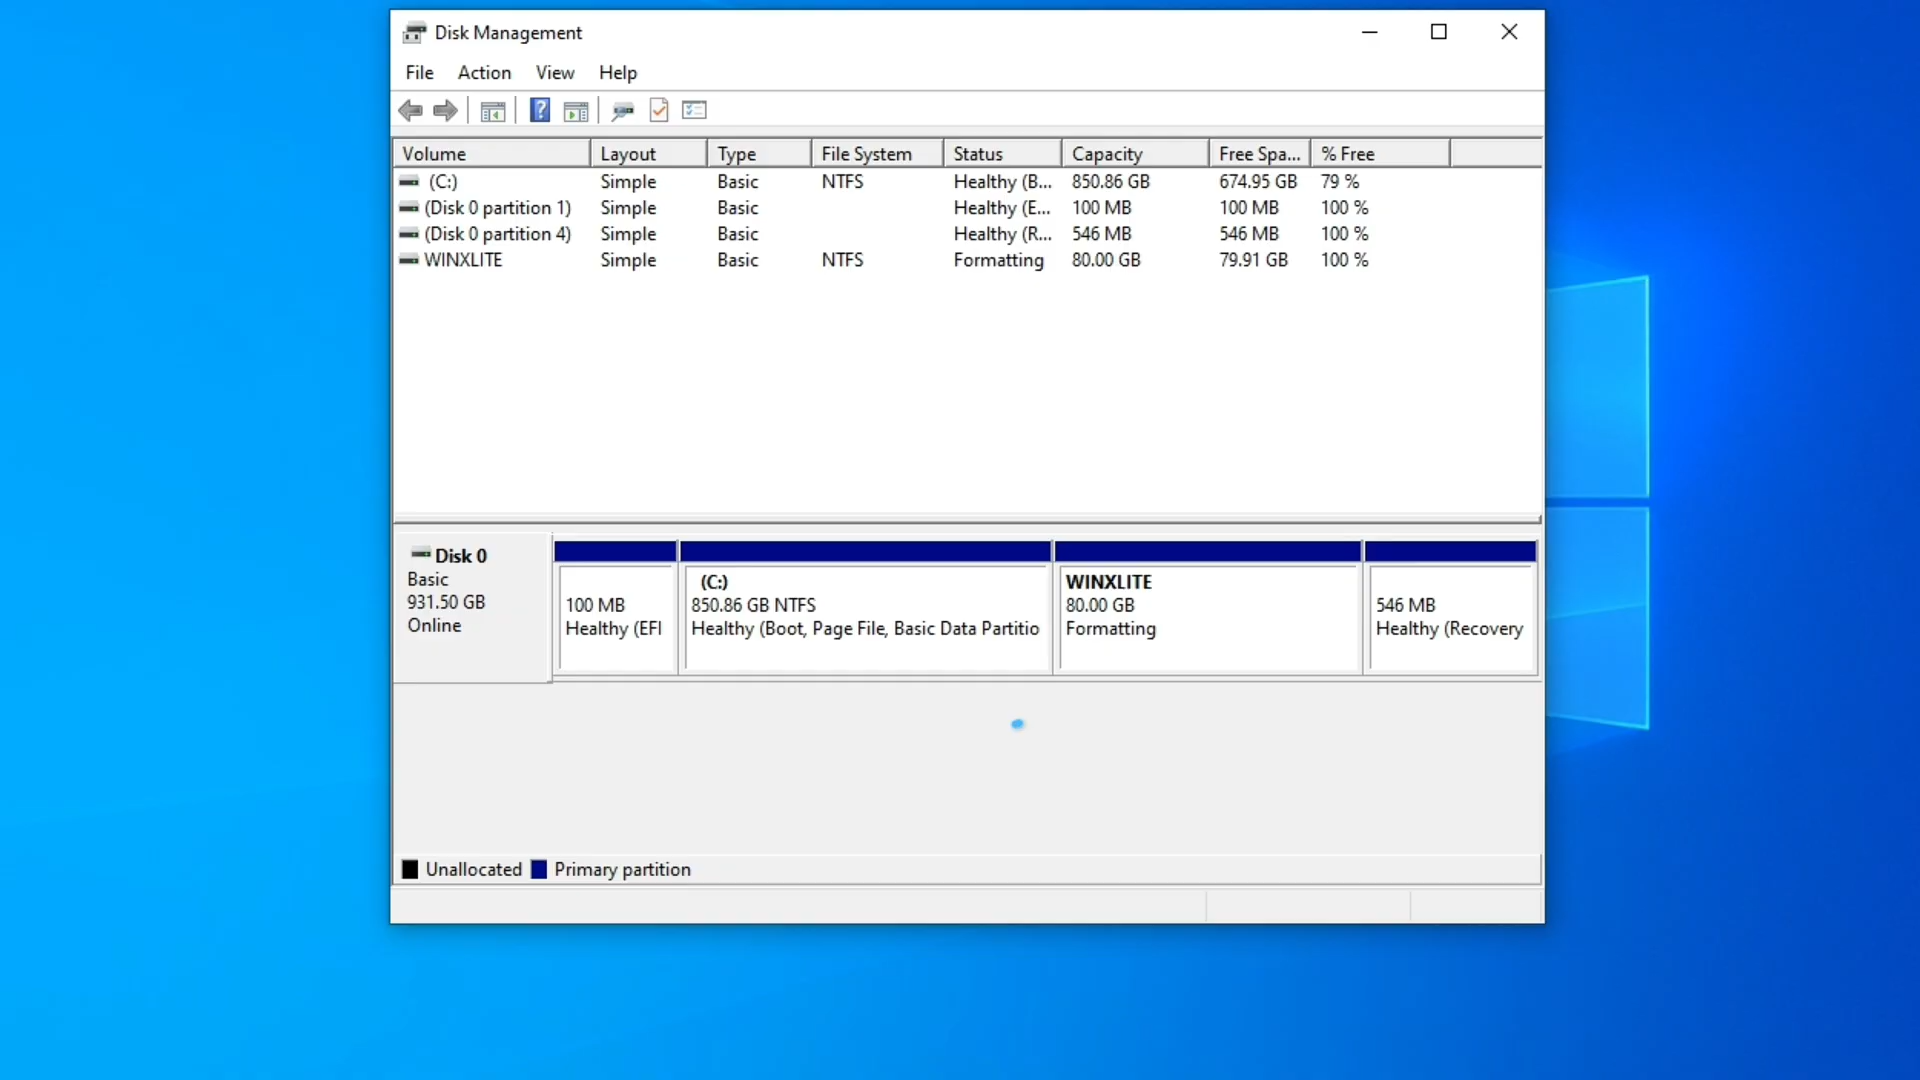 Disk Management
File Action View Help
Volume Layout Type File System Status Capacity Free Spa... % Free
(C:) Simple Basic NTFS Healthy (B... 850.86 GB 674.95 GB 79 %
(Disk 0 partition 1) Simple Basic Healthy (E... 100 MB 100 MB 100 %
(Disk 0 partition 4) Simple Basic Healthy (R... 546 MB 546 MB 100 %
WINXLITE Simple Basic NTFS Formatting 80.00 GB 79.91 GB 100 %
Disk 0
Basic
931.50 GB
Online
100 MB
Healthy (EFI
(C:)
850.86 GB NTFS
Healthy (Boot, Page File, Basic Data Partitio
WINXLITE
80.00 GB
Formatting
546 MB
Healthy (Recovery
Unallocated Primary partition